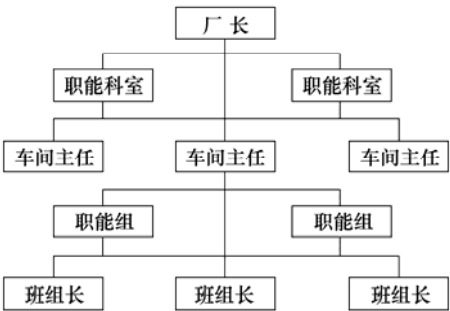 厂 长
职能科室 职能科室
车间主任 车间主任 车间主任
职能组 职能组
班组长 班组长 班组长